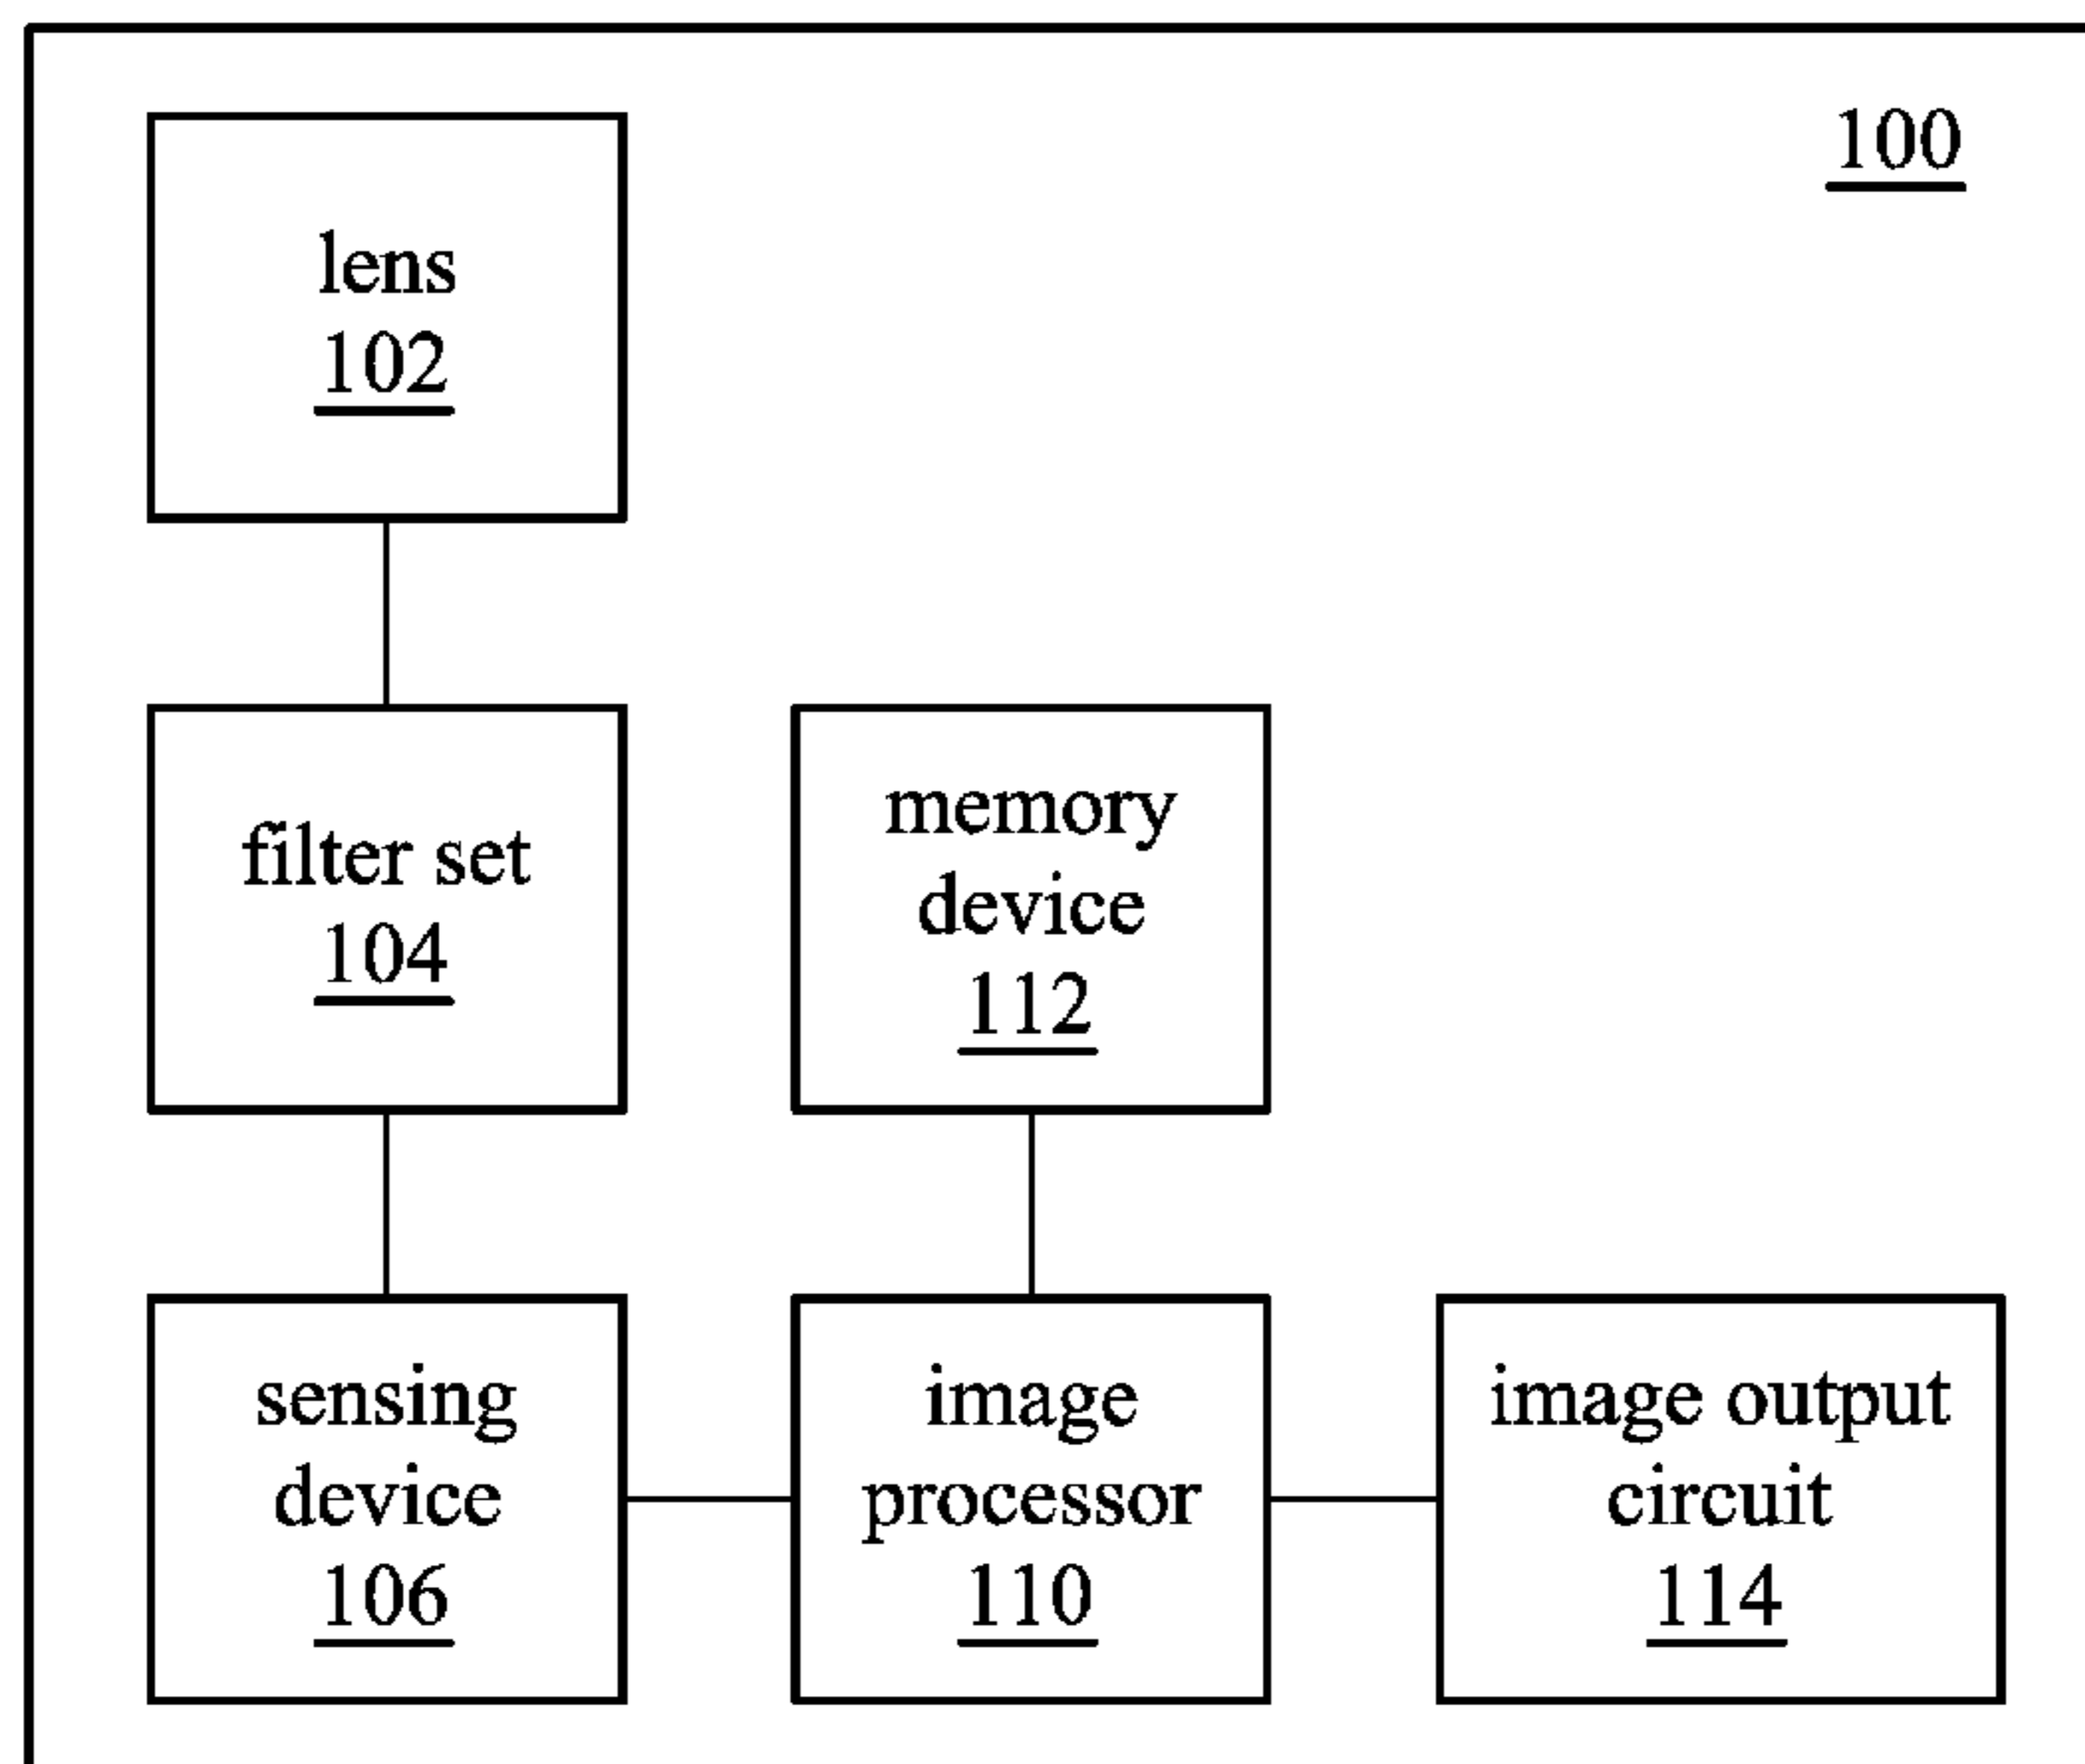 100
lens
102
filter set
104
memory
device
112
sensing
device
106
image
processor
110
image output
circuit
114